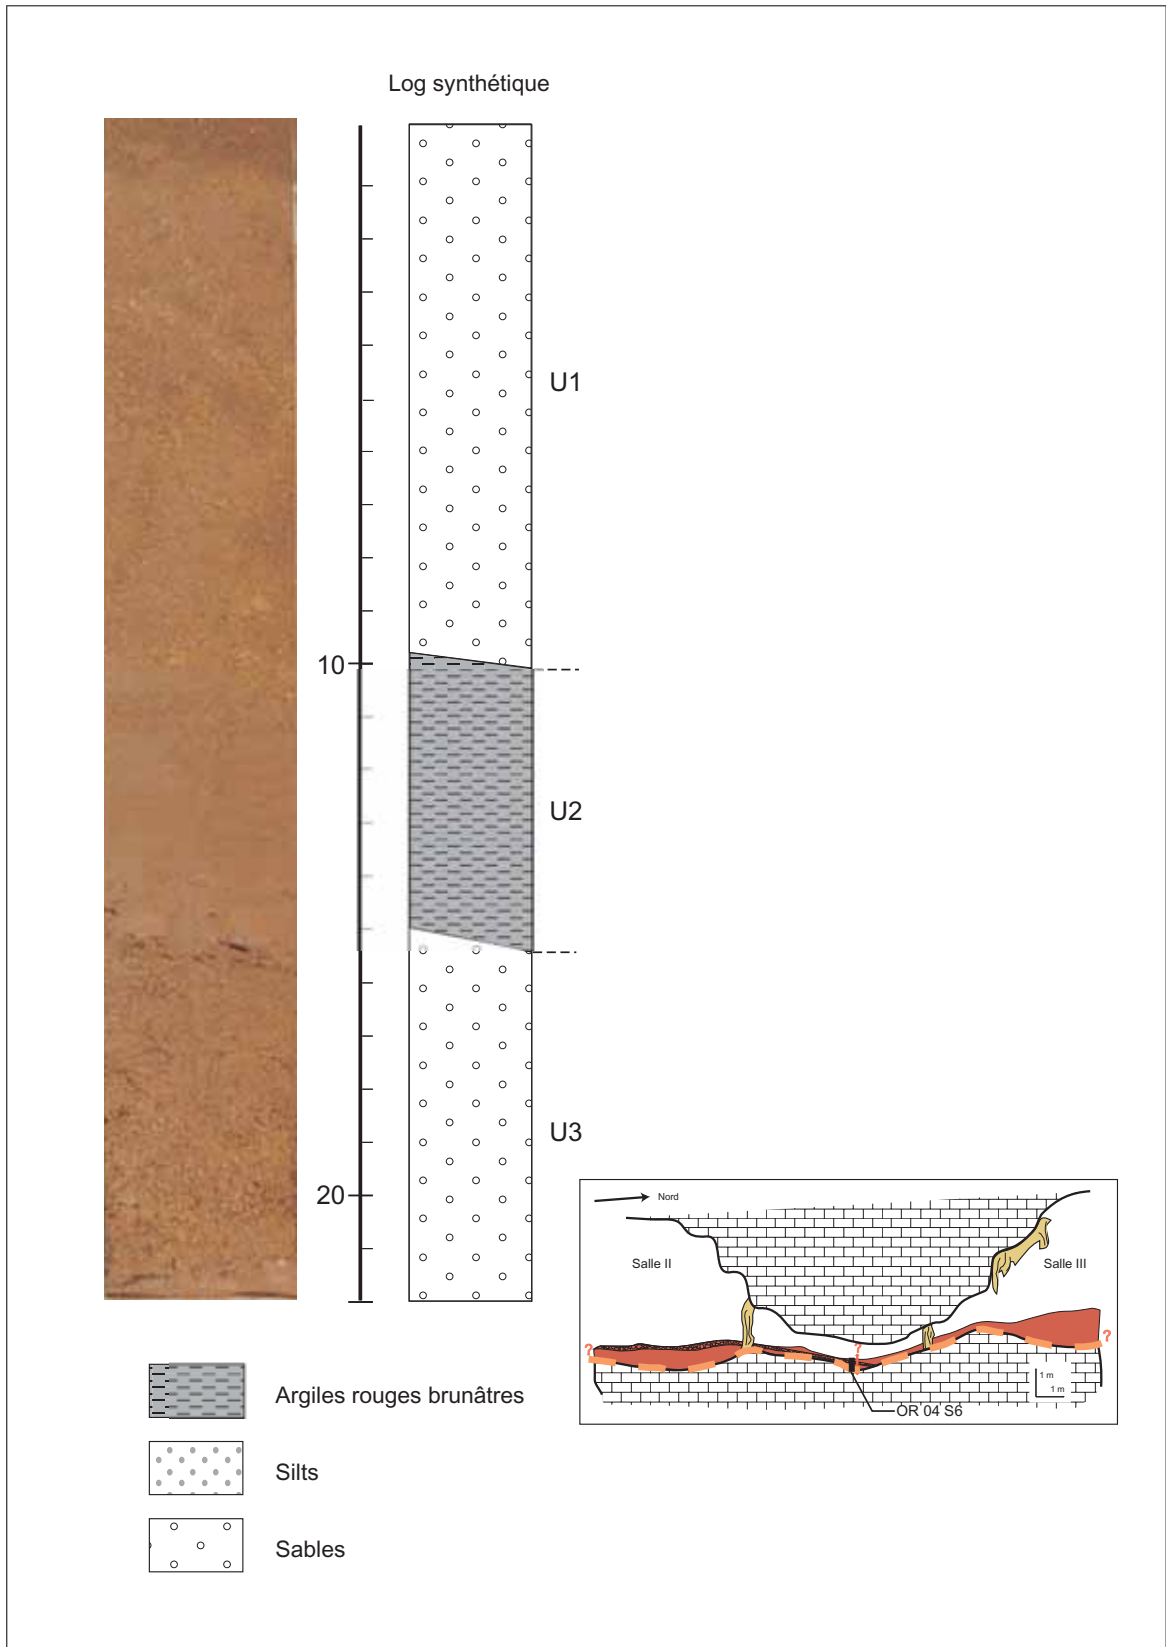 Log synthétique
U1
10
U2
U3
20
Nord
Salle II
Salle III
?
?
?
1 m
1 m
OR 04 S6
Argiles rouges brunâtres
Silts
Sables